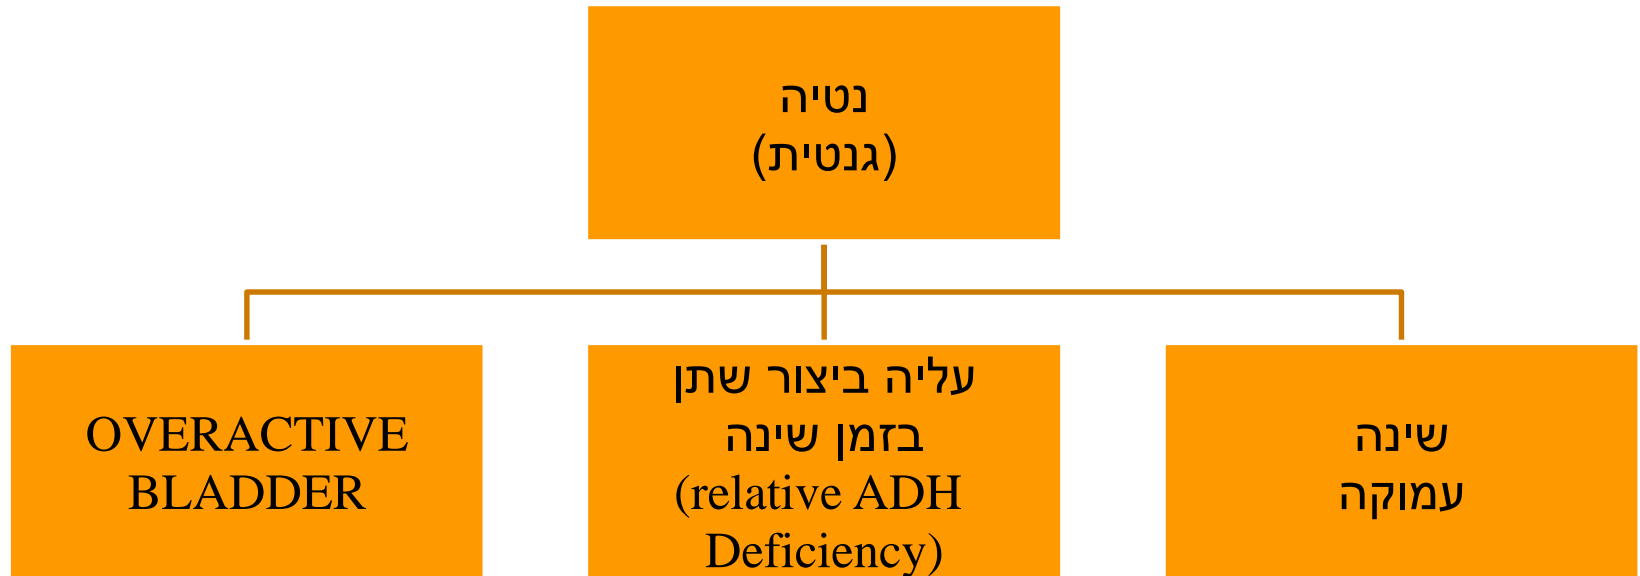 נטיה
(גנטית)
OVERACTIVE
BLADDER
עליה ביצור שתן
בזמן שינה
(relative ADH
Deficiency)
שינה
עמוקה